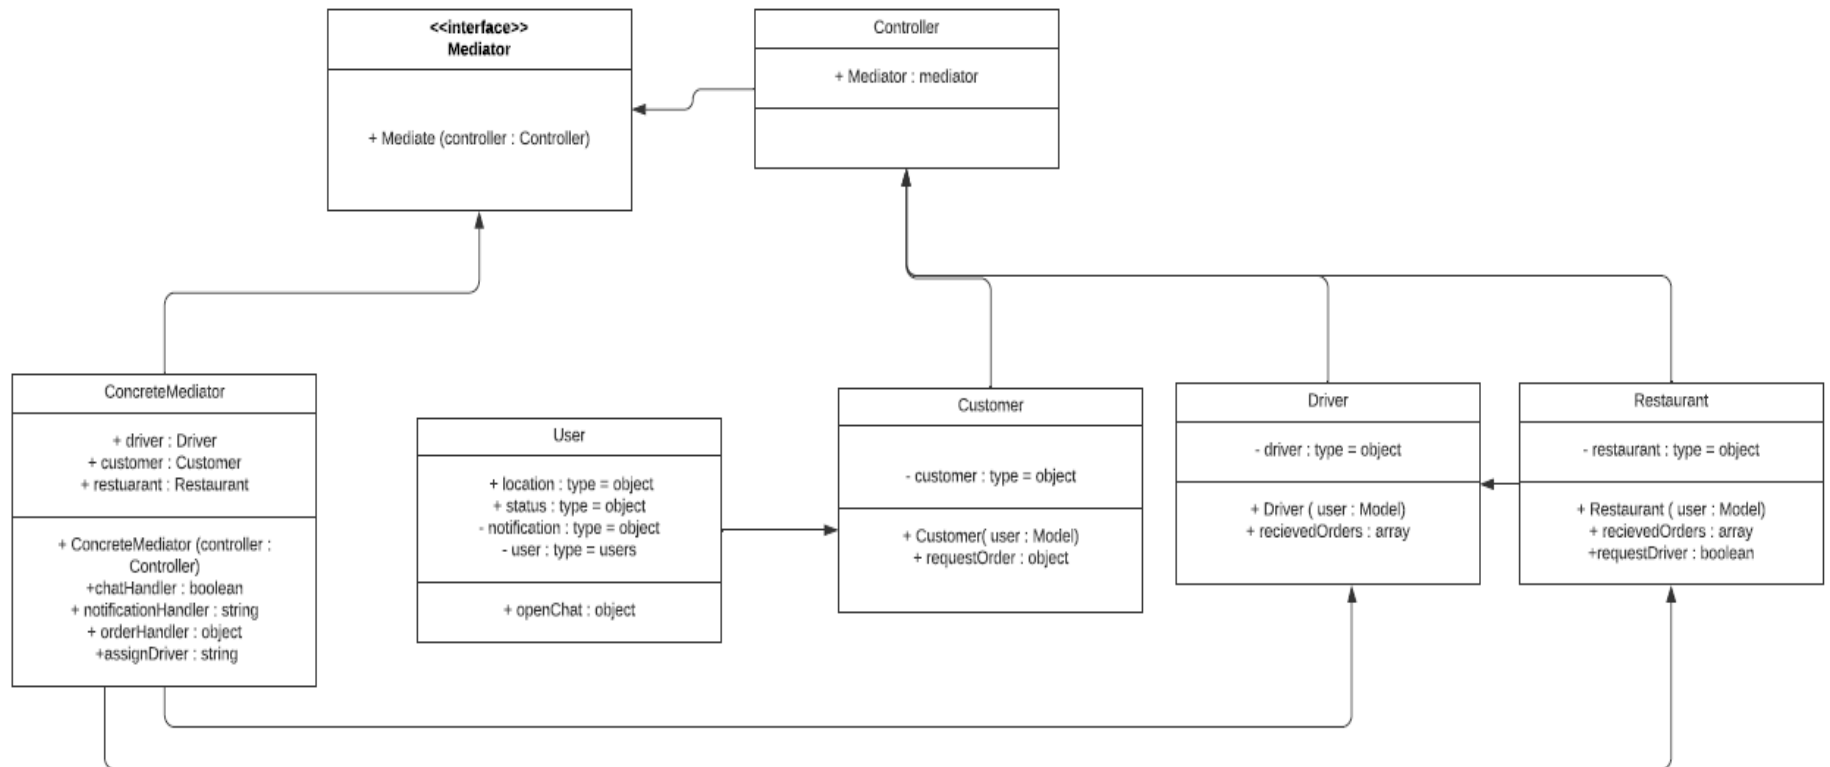 <<interface>>
Mediator
+ Mediate (controller : Controller)
Controller
+ Mediator : mediator
ConcreteMediator
+ driver : Driver
+ customer : Customer
+ restuarant : Restaurant
+ ConcreteMediator (controller :
Controller)
+chatHandler : boolean
+ notificationHandler : string
+ orderHandler : object
+assignDriver : string
User
+ location : type = object
+ status : type = object
- notification : type = object
- user : type = users
+ openChat : object
Customer
- customer : type = object
+ Customer( user : Model)
+ requestOrder : object
Driver
- driver : type = object
+ Driver ( user : Model)
+ recievedOrders : array
Restaurant
- restaurant : type = object
+ Restaurant ( user : Model)
+ recievedOrders : array
+requestDriver : boolean